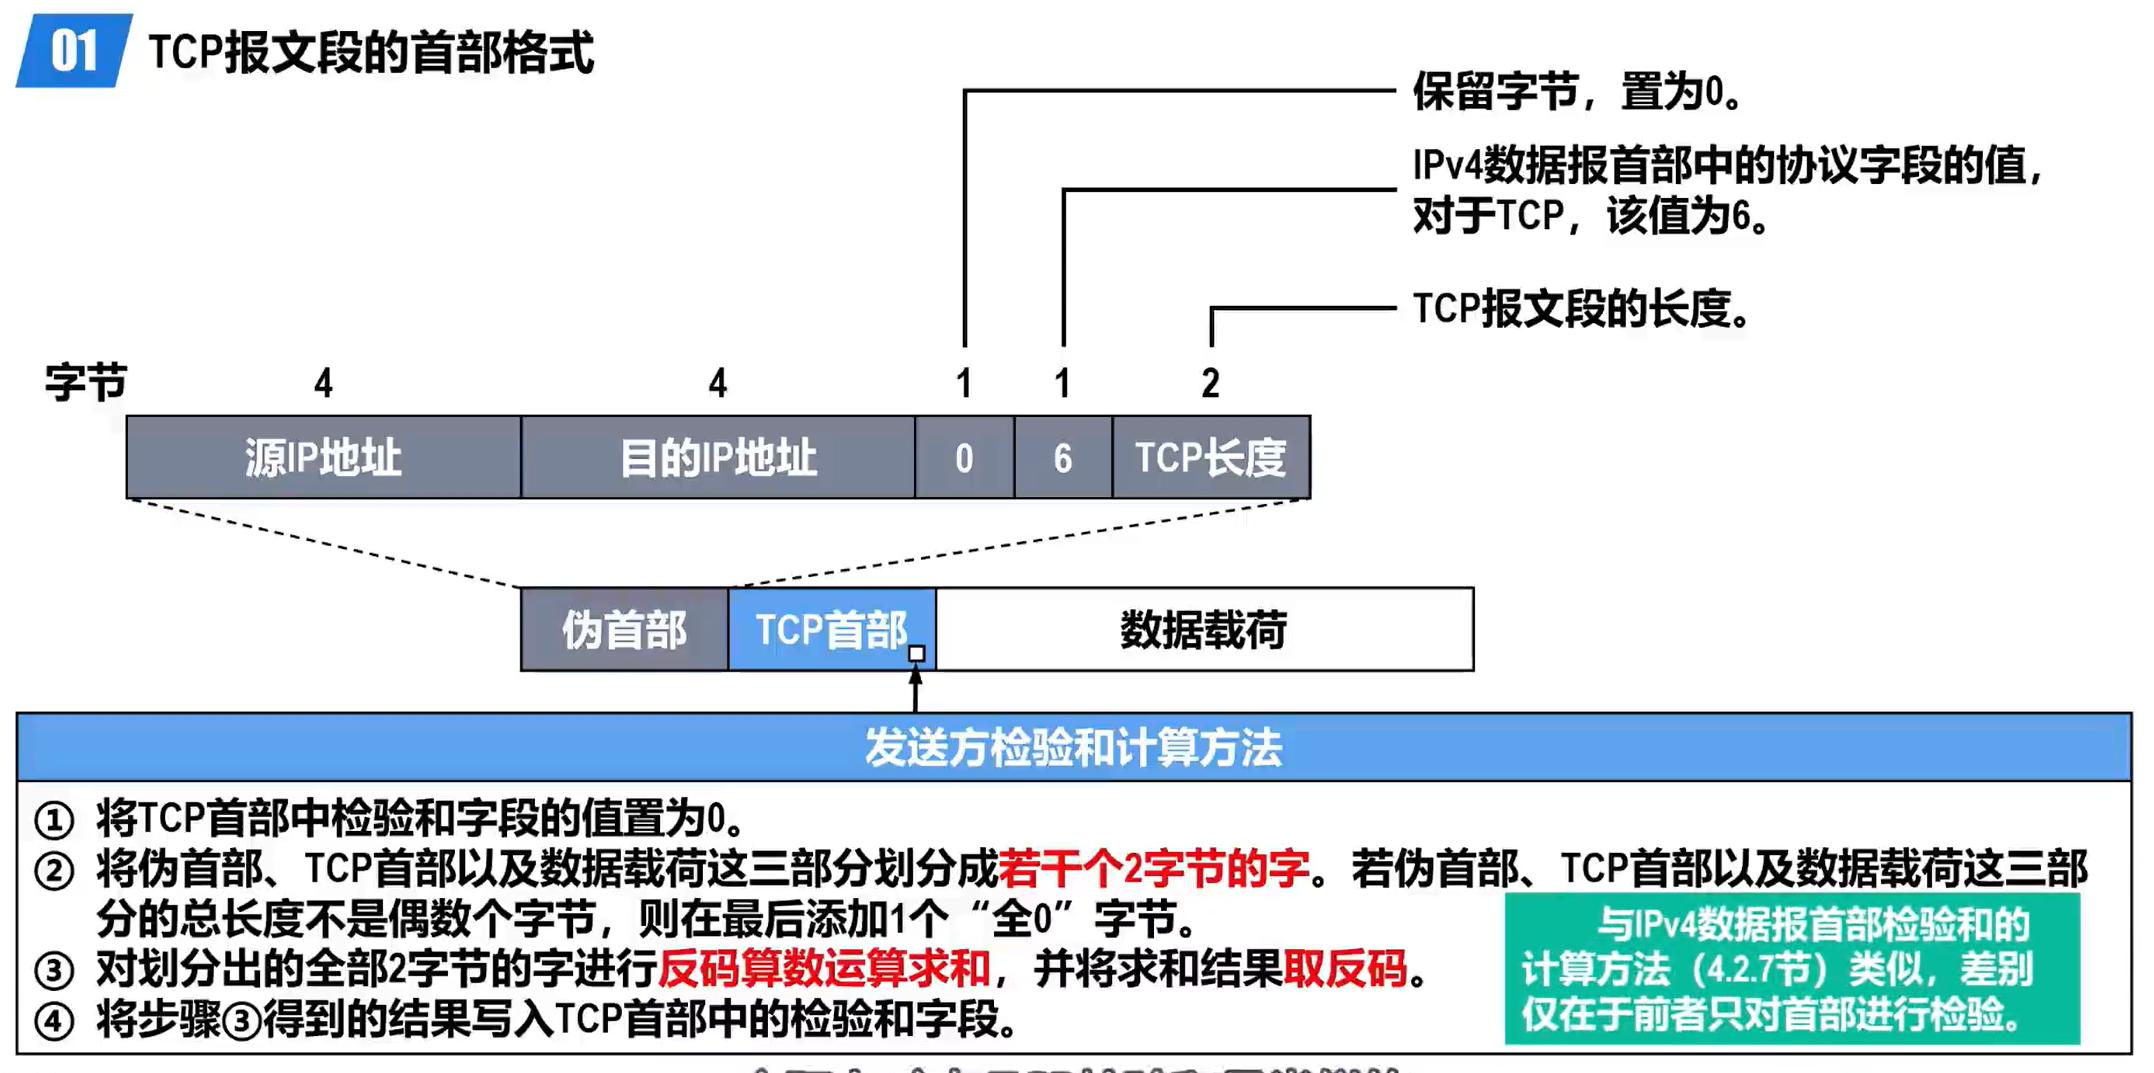 01 TCP报文段的首部格式
保留字节，置为0。
IPv4数据报首部中的协议字段的值，
对于TCP，该值为6。
TCP报文段的长度。
字节 4 4 1 1 2
源IP地址 目的IP地址 0 6 TCP长度
伪首部 TCP首部 数据载荷
发送方检验和计算方法
① 将TCP首部中检验和字段的值置为0。
② 将伪首部、TCP首部以及数据载荷这三部分划分成若干个2字节的字。若伪首部、TCP首部以及数据载荷这三部
分的总长度不是偶数个字节，则在最后添加1个“全0”字节。
③ 对划分出的全部2字节的字进行反码算数运算求和，并将求和结果取反码。
④ 将步骤③得到的结果写入TCP首部中的检验和字段。
与IPv4数据报首部检验和的
计算方法（4.2.7节）类似，差别
仅在于前者只对首部进行检验。